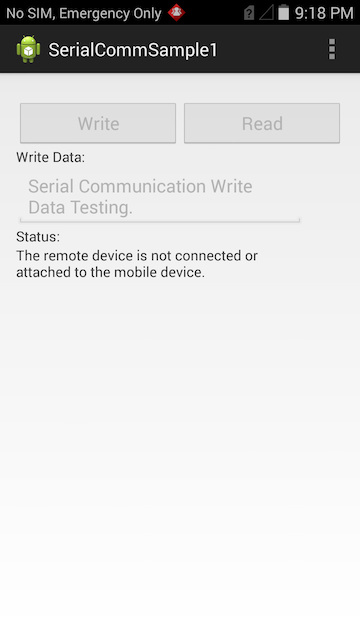 No SIM, Emergency Only 9:18 PM
SerialCommSample1
Write Read
Write Data:
Serial Communication Write
Data Testing.
Status:
The remote device is not connected or
attached to the mobile device.